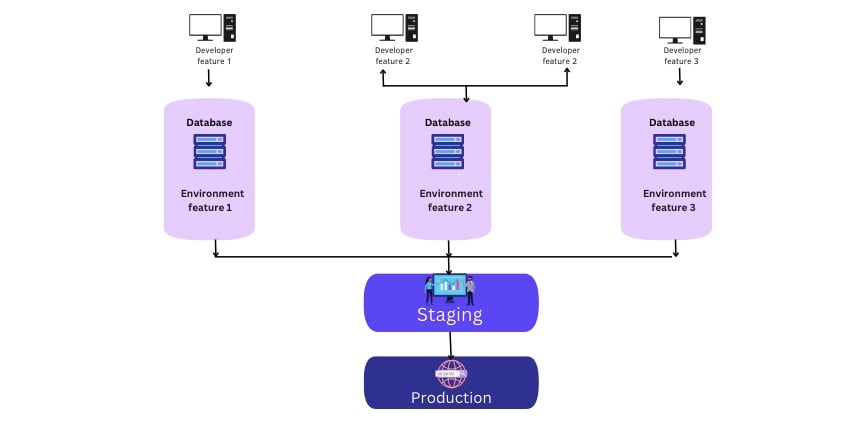 Developer
feature 1
Developer
feature 2
Developer
feature 2
Developer
feature 3
Database
Environment
feature 1
Database
Environment
feature 2
Database
Environment
feature 3
Staging
www
Production